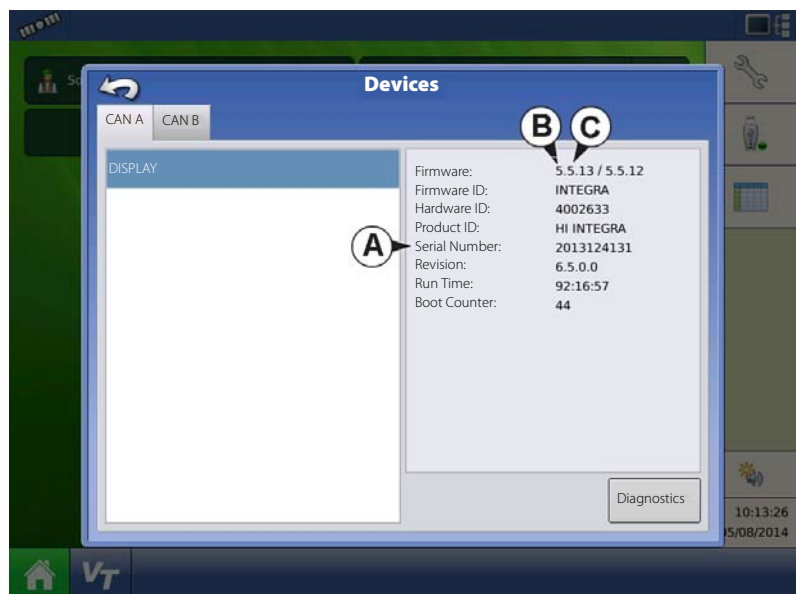 So
Devices
CAN A CAN B
B C
DISPLAY
Firmware: 5.5.13 / 5.5.12
Firmware ID: INTEGRA
Hardware ID: 4002633
Product ID: HI INTEGRA
A Serial Number: 2013124131
Revision: 6.5.0.0
Run Time: 92:16:57
Boot Counter: 44
Diagnostics
10:13:26
5/08/2014
VT